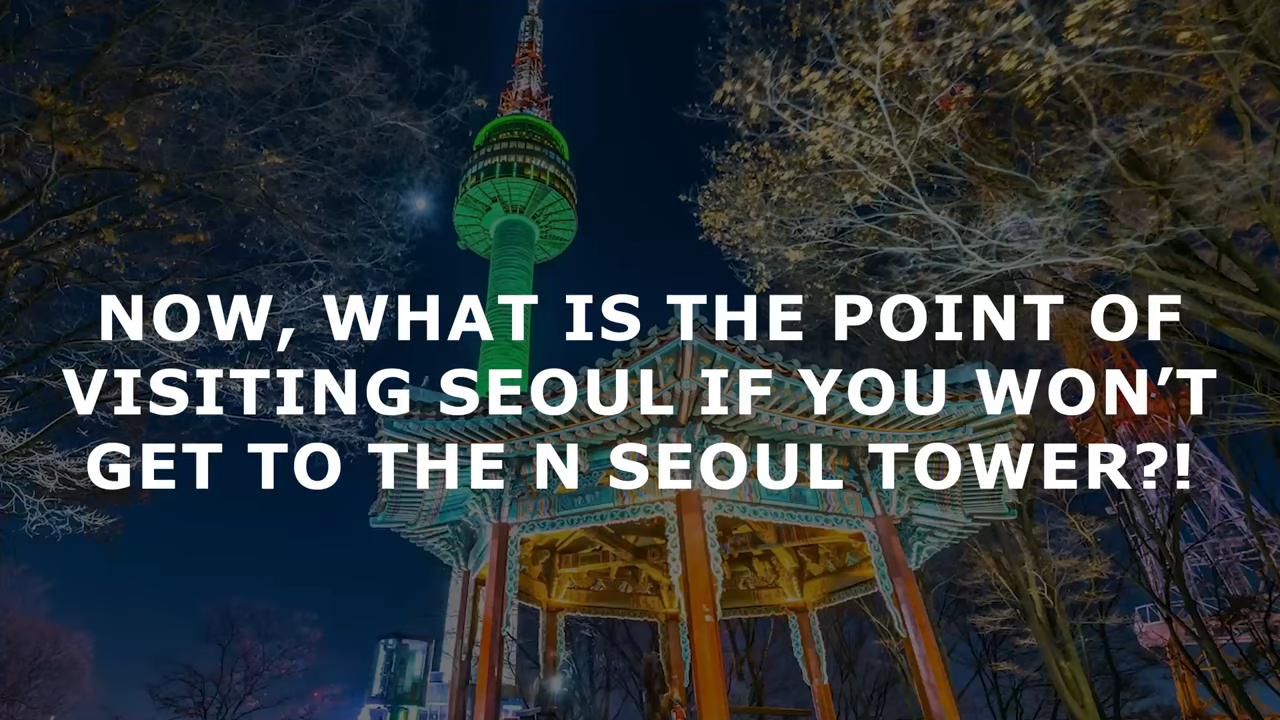 NOW, WHAT IS THE POINT OF
VISITING SEOUL IF YOU WON’T
GET TO THE N SEOUL TOWER?!